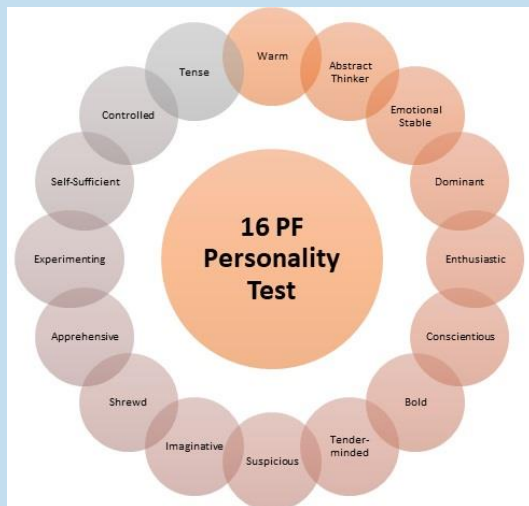 16 PF
Personality
Test
Warm
Abstract
Thinker
Emotional
Stable
Dominant
Enthusiastic
Conscientious
Bold
Tender-
minded
Suspicious
Imaginative
Shrewd
Apprehensive
Experimenting
Self-Sufficient
Controlled
Tense